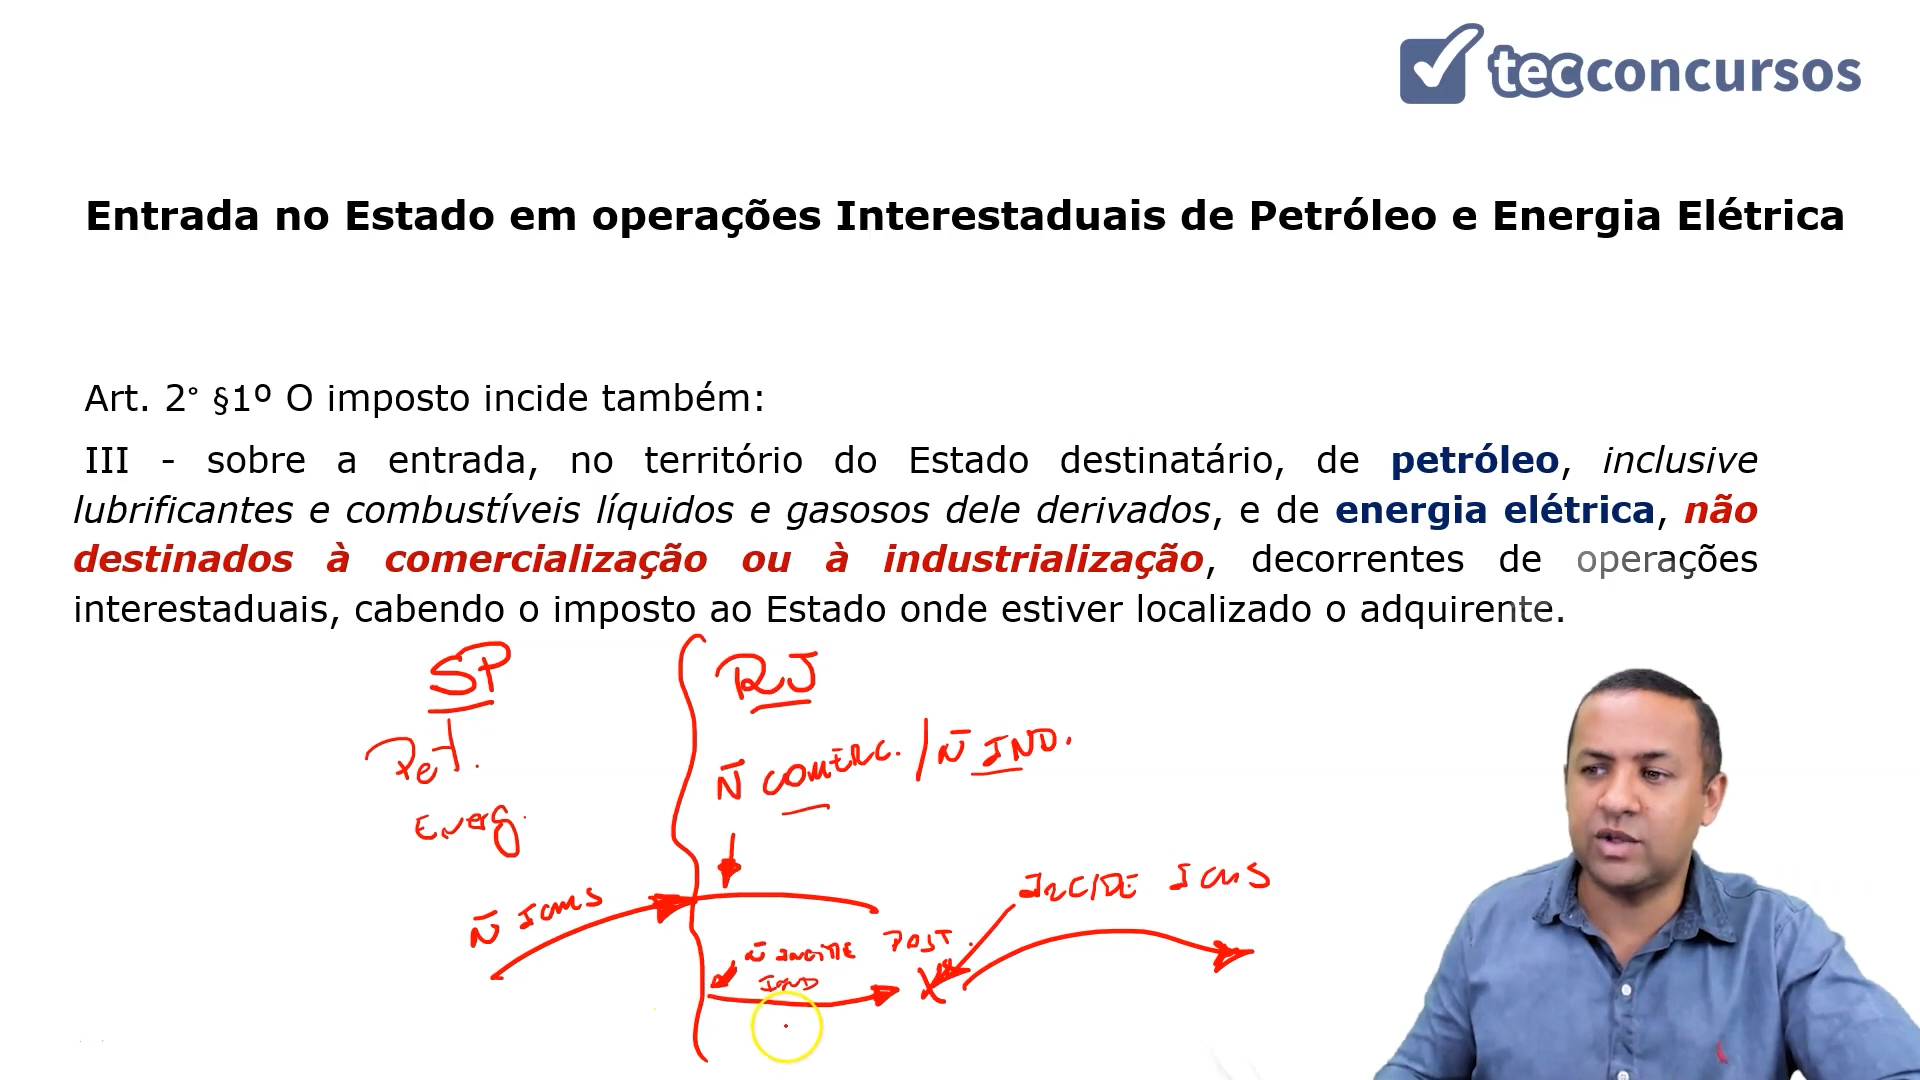 tecconcursos
Entrada no Estado em operações Interestaduais de Petróleo e Energia Elétrica
Art. 2° §1º O imposto incide também:
III - sobre a entrada, no território do Estado destinatário, de petróleo, inclusive
lubrificantes e combustíveis líquidos e gasosos dele derivados, e de energia elétrica, não
destinados à comercialização ou à industrialização, decorrentes de operações
interestaduais, cabendo o imposto ao Estado onde estiver localizado o adquirente.
SP
RJ
Pet.
Ñ COMERC. / Ñ IND.
Energ.
Ñ ICMS
INCIDE ICMS
Ñ INCIDE POST.
IND